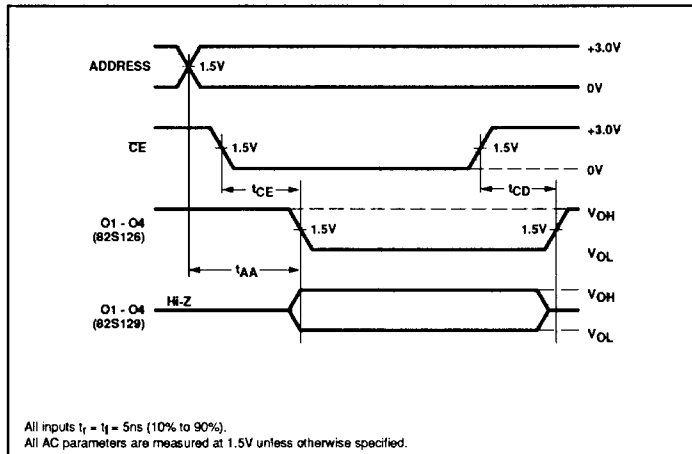 ADDRESS
1.5V
+3.0V
0V
CE
1.5V
1.5V
+3.0V
0V
tCE
tCD
O1 - O4
(82S126)
1.5V
1.5V
VOH
VOL
tAA
O1 - O4
(82S129)
Hi-Z
VOH
VOL
All inputs tr = tf = 5ns (10% to 90%).
All AC parameters are measured at 1.5V unless otherwise specified.